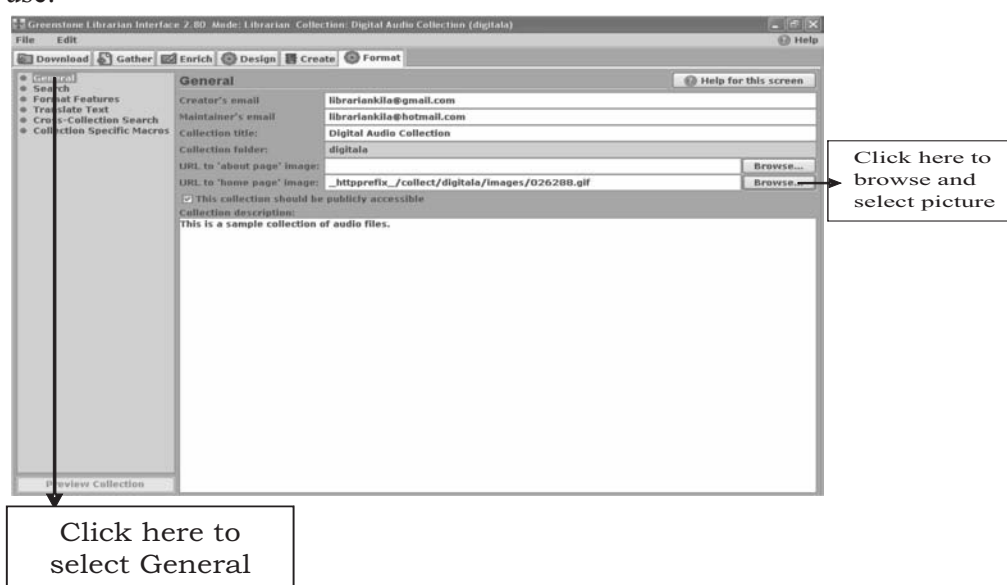 use.
Greenstone Librarian Interface 2.80 Mode: Librarian Collection: Digital Audio Collection (digitala)
File Edit
Help
Download Gather Enrich Design Create Format
General
Search
Format Features
Translate Text
Cross-Collection Search
Collection Specific Macros
General
Help for this screen
Creator's email librariankila@gmail.com
Maintainer's email librariankila@hotmail.com
Collection title: Digital Audio Collection
Collection folder: digitala
URL to 'about page' image: Browse...
URL to 'home page' image: _httpprefix_/collect/digitala/images/026288.gif Browse...
This collection should be publicly accessible
Collection description:
This is a sample collection of audio files.
Preview Collection
Click here to
browse and
select picture
Click here to
select General